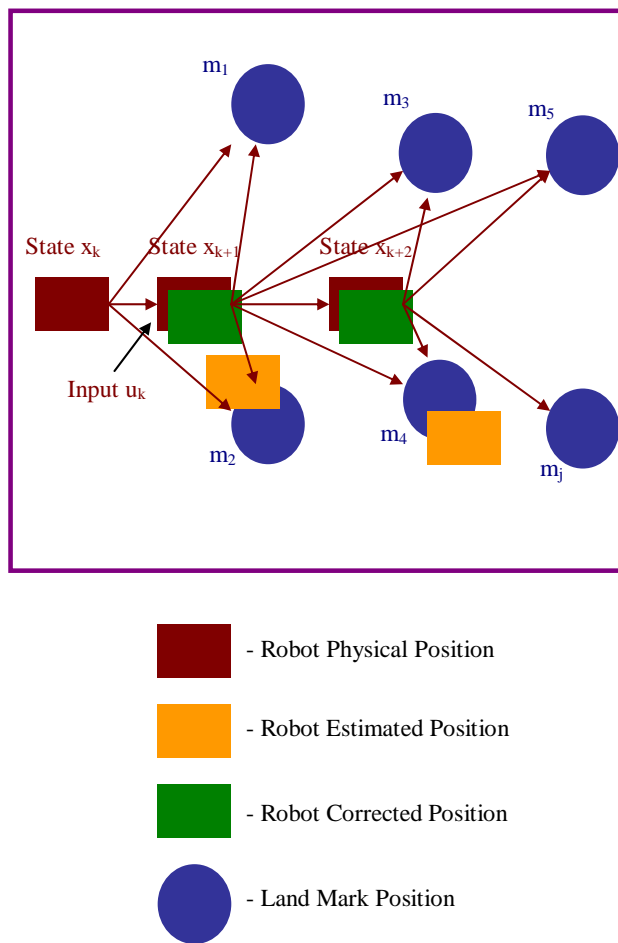 m₁
m₃
m₅
State xₖ
State xₖ₊₁
State xₖ₊₂
Input uₖ
m₂
m₄
mⱼ
- Robot Physical Position
- Robot Estimated Position
- Robot Corrected Position
- Land Mark Position